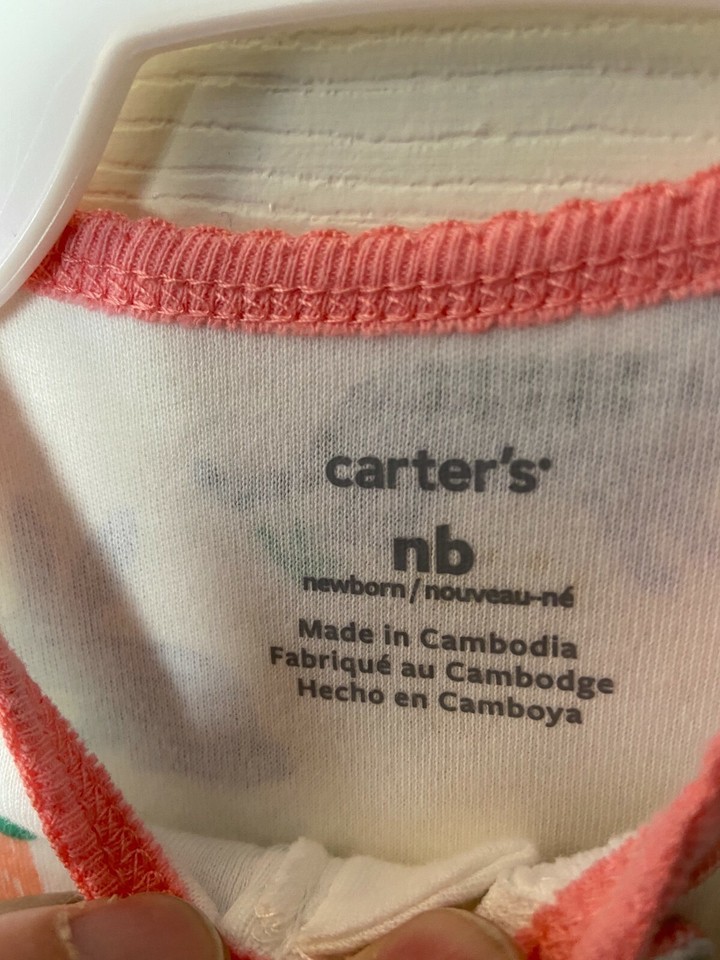 carter's
nb
newborn/nouveau-né
Made in Cambodia
Fabriqué au Cambodge
Hecho en Camboya